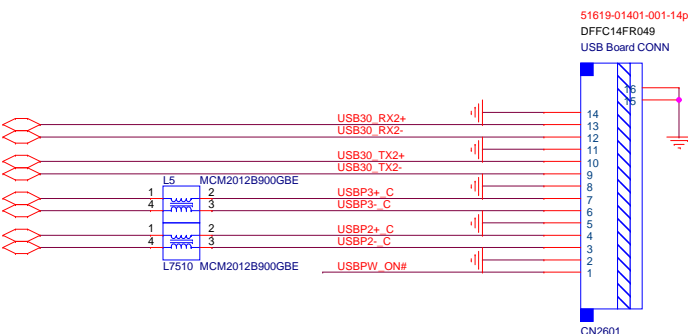 51619-01401-001-14p
DFFC14FR049
USB Board CONN
16
15
14
USB30_RX2+
13
USB30_RX2-
12
11
USB30_TX2+
10
USB30_TX2-
9
L5 MCM2012B900GBE
8
1 2 USBP3+_C
7
4 3 USBP3-_C
6
5
1 2 USBP2+_C
4
4 3 USBP2-_C
3
2
L7510 MCM2012B900GBE
USBPW_ON#
1
CN2601